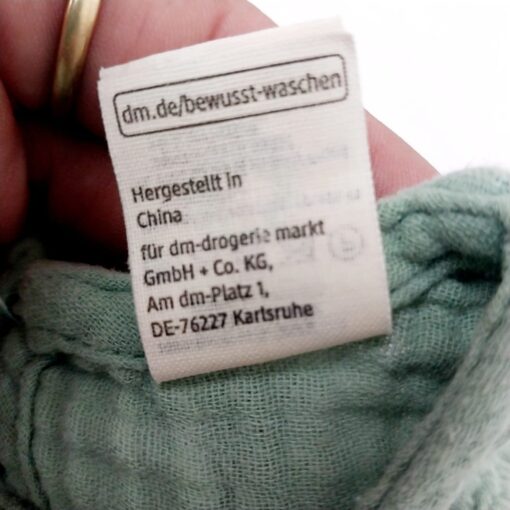 dm.de/bewusst-waschen
Hergestellt in
China
für dm-drogerie markt
GmbH + Co. KG,
Am dm-Platz 1,
DE-76227 Karlsruhe